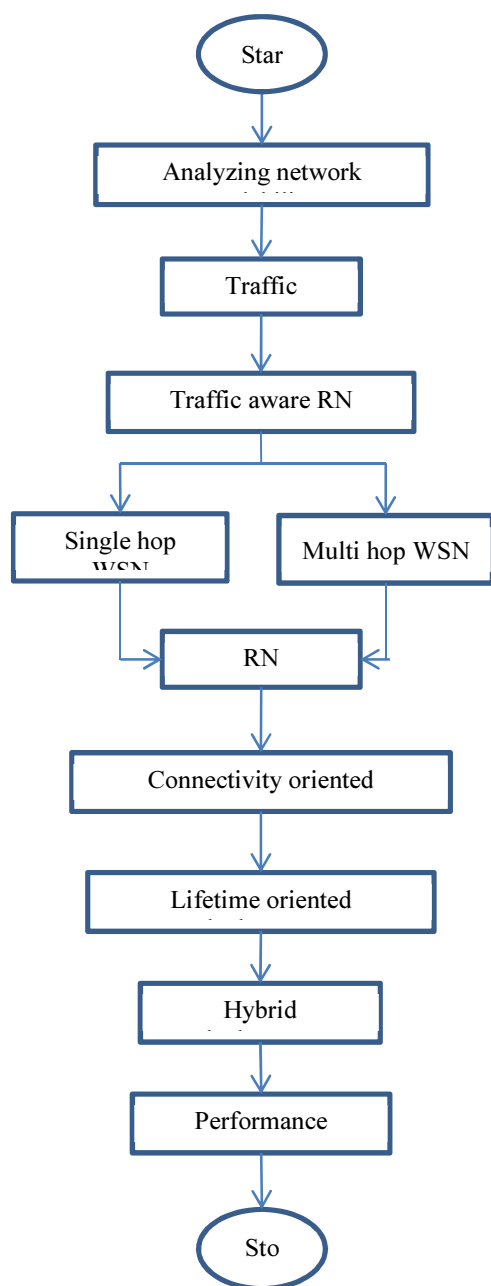 Star
Analyzing network
Traffic
Traffic aware RN
Single hop
WSN
Multi hop WSN
RN
Connectivity oriented
Lifetime oriented
Hybrid
Performance
Sto